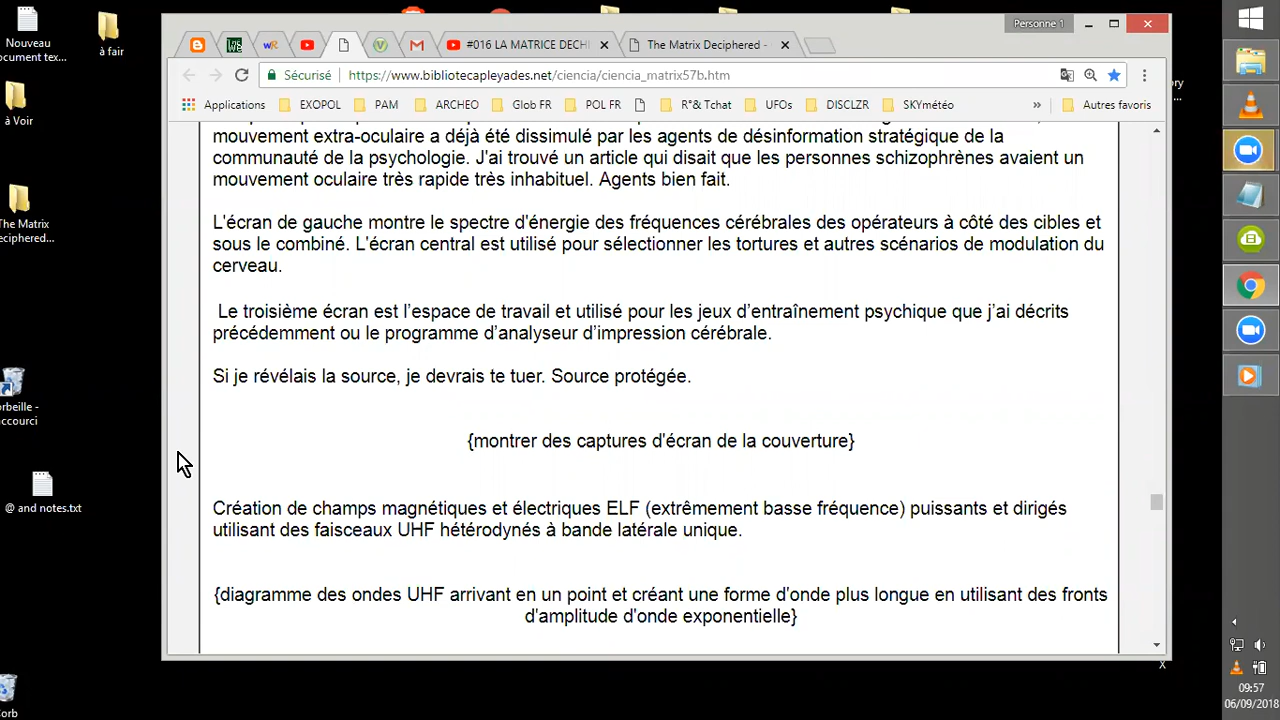 Personne 1
#016 LA MATRICE DECHI
The Matrix Deciphered -
Sécurisé
https://www.bibliotecapleyades.net/ciencia/ciencia_matrix57b.htm
Applications
EXOPOL
PAM
ARCHEO
Glob FR
POL FR
R°& Tchat
UFOs
DISCLZR
SKYmétéo
»
Autres favoris
mouvement extra-oculaire a déjà été dissimulé par les agents de désinformation stratégique de la
communauté de la psychologie. J'ai trouvé un article qui disait que les personnes schizophrènes avaient un
mouvement oculaire très rapide très inhabituel. Agents bien fait.
L'écran de gauche montre le spectre d'énergie des fréquences cérébrales des opérateurs à côté des cibles et
sous le combiné. L'écran central est utilisé pour sélectionner les tortures et autres scénarios de modulation du
cerveau.
Le troisième écran est l’espace de travail et utilisé pour les jeux d’entraînement psychique que j’ai décrits
précédemment ou le programme d’analyseur d’impression cérébrale.
Si je révélais la source, je devrais te tuer. Source protégée.
{montrer des captures d'écran de la couverture}
Création de champs magnétiques et électriques ELF (extrêmement basse fréquence) puissants et dirigés
utilisant des faisceaux UHF hétérodynés à bande latérale unique.
{diagramme des ondes UHF arrivant en un point et créant une forme d'onde plus longue en utilisant des fronts
d'amplitude d'onde exponentielle}
Nouveau
ocument tex...
à fair
à Voir
The Matrix
Deciphered...
orbeille -
accourci
@ and notes.txt
Corb
ory
09:57
06/09/2018